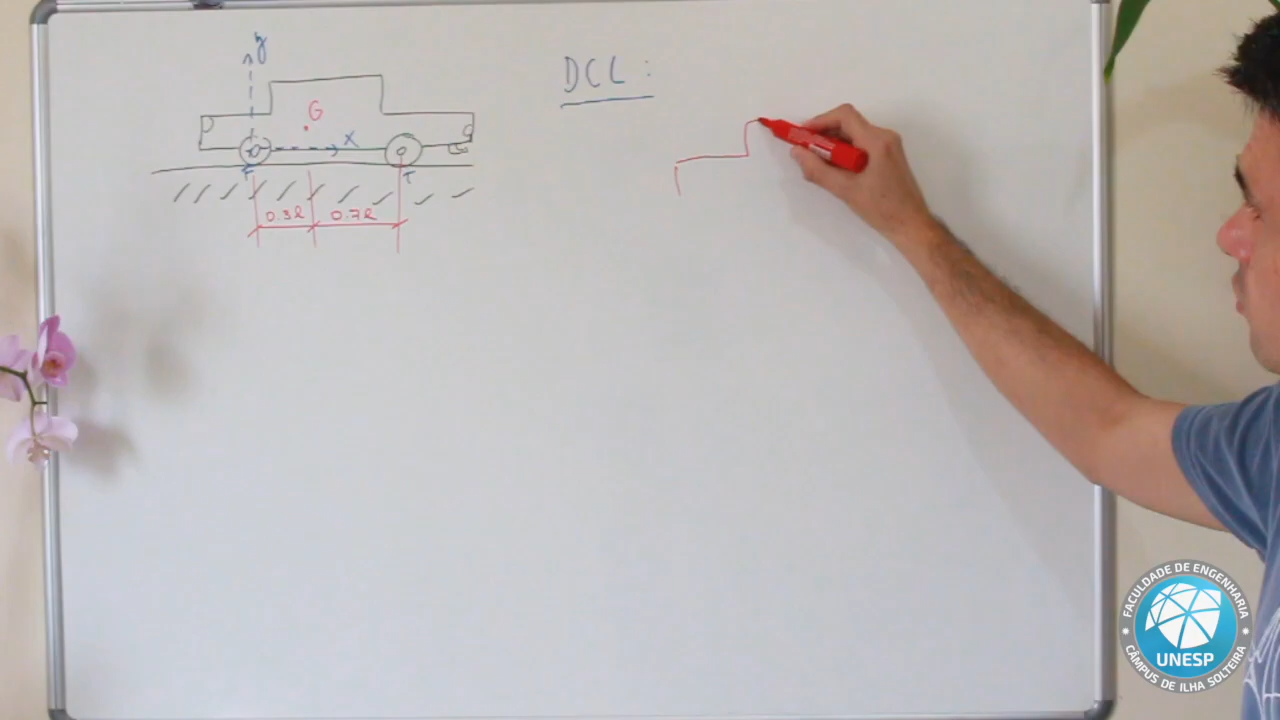 y
DCL:
G
x
F
T
0.3l
0.7l
FACULDADE DE ENGENHARIA
UNESP
CÂMPUS DE ILHA SOLTEIRA